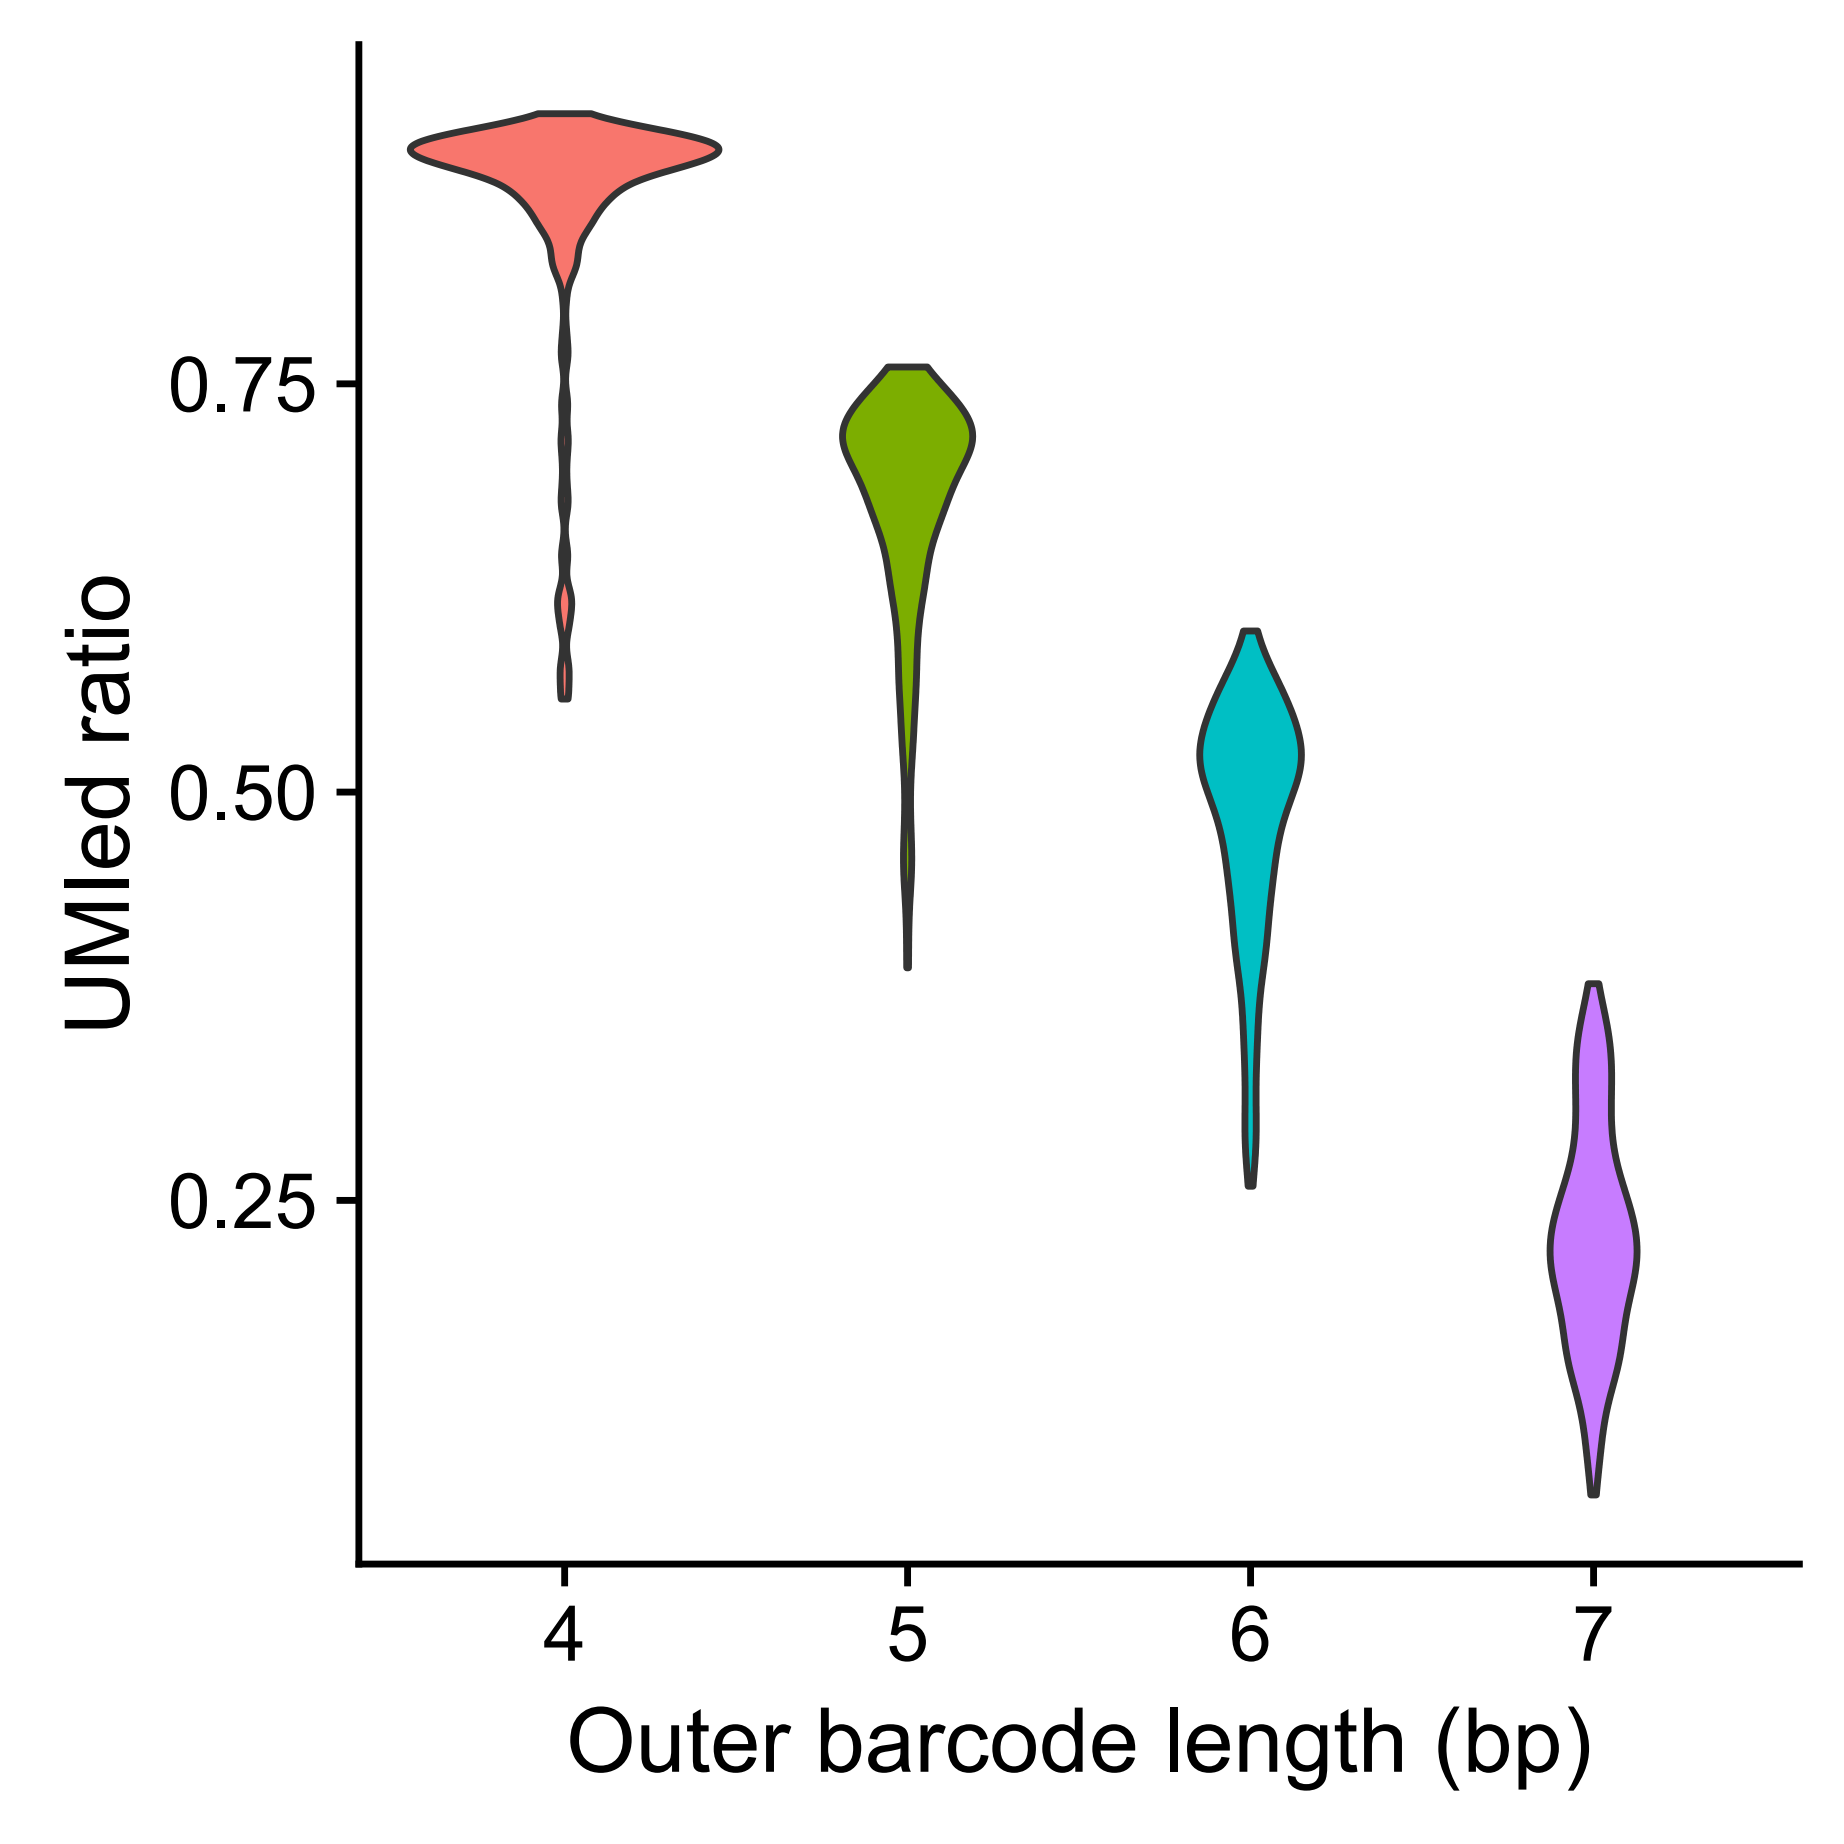 UMIed ratio
0.75
0.50
0.25
4 5 6 7
Outer barcode length (bp)